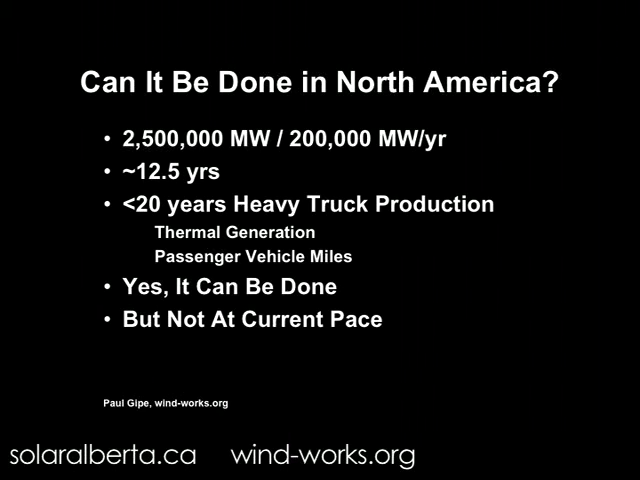 Can It Be Done in North America?
• 2,500,000 MW / 200,000 MW/yr
• ~12.5 yrs
• <20 years Heavy Truck Production
Thermal Generation
Passenger Vehicle Miles
• Yes, It Can Be Done
• But Not At Current Pace
Paul Gipe, wind-works.org
solaralberta.ca wind-works.org